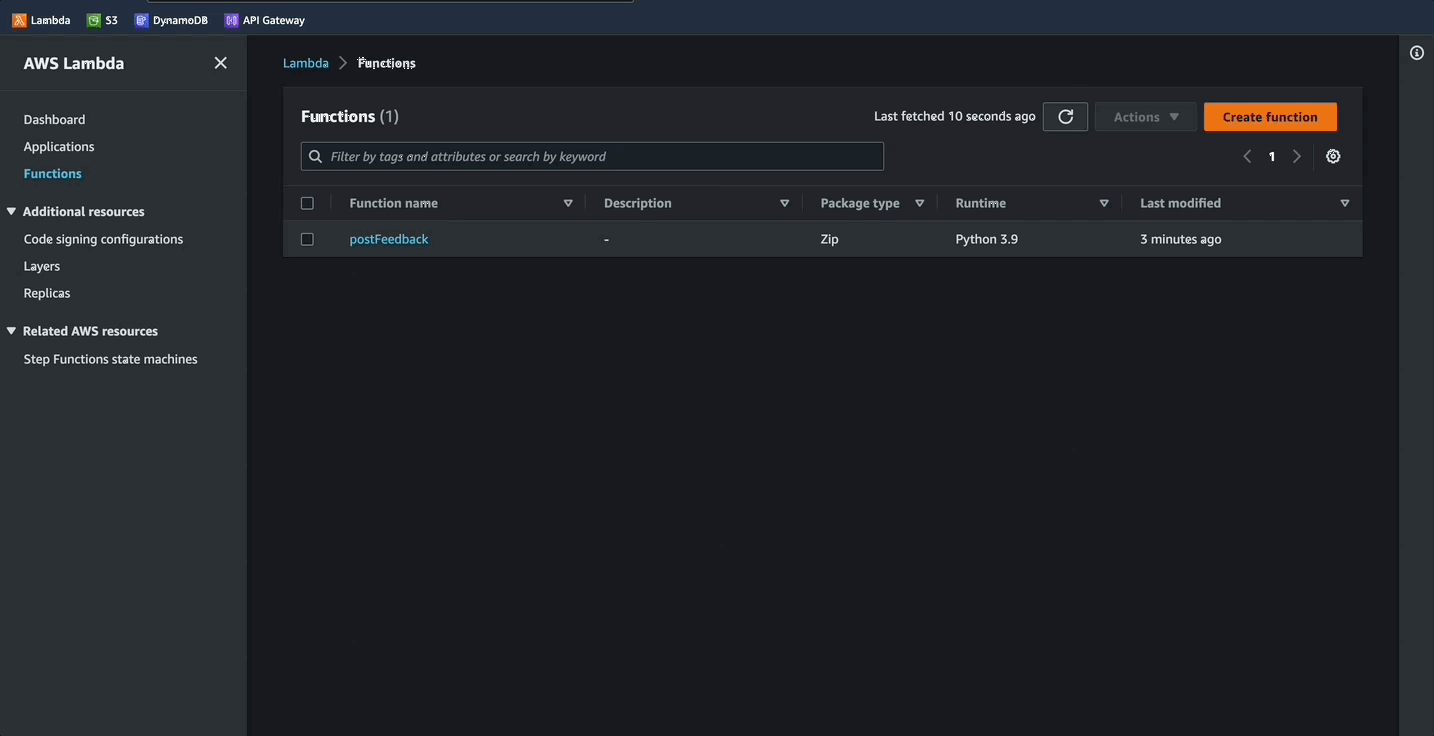 Lambda S3 DynamoDB API Gateway
AWS Lambda
Dashboard
Applications
Functions
Additional resources
Code signing configurations
Layers
Replicas
Related AWS resources
Step Functions state machines
Lambda Functions
Functions (1)
Last fetched 10 seconds ago
Actions
Create function
Filter by tags and attributes or search by keyword
1
Function name Description Package type Runtime Last modified
postFeedback - Zip Python 3.9 3 minutes ago